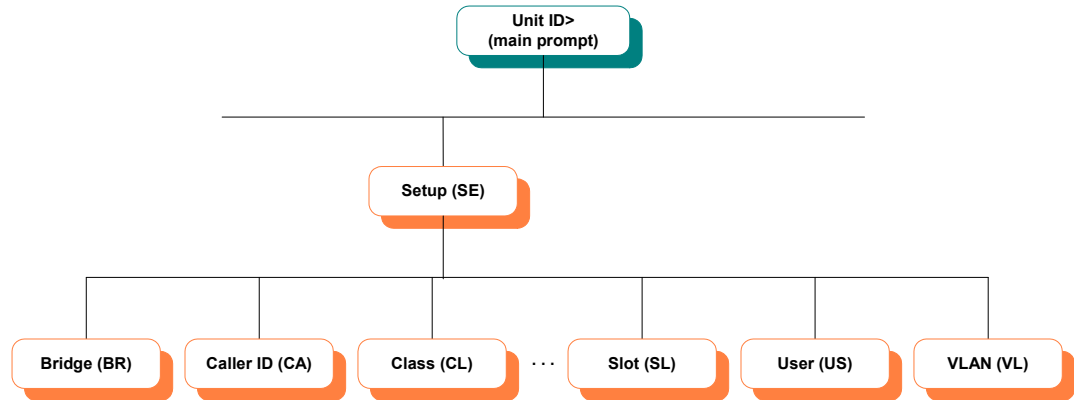 Unit ID>
(main prompt)
Setup (SE)
Bridge (BR)
Caller ID (CA)
Class (CL)
. . .
Slot (SL)
User (US)
VLAN (VL)